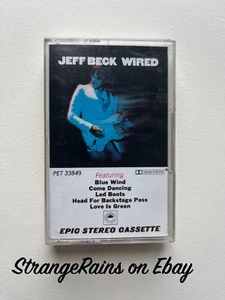 JEFF BECK WIRED
PET 33849
Featuring
Blue Wind
Come Dancing
Led Boots
Head For Backstage Pass
Love Is Green
EPIC STEREO CASSETTE
StrangeRains on Ebay